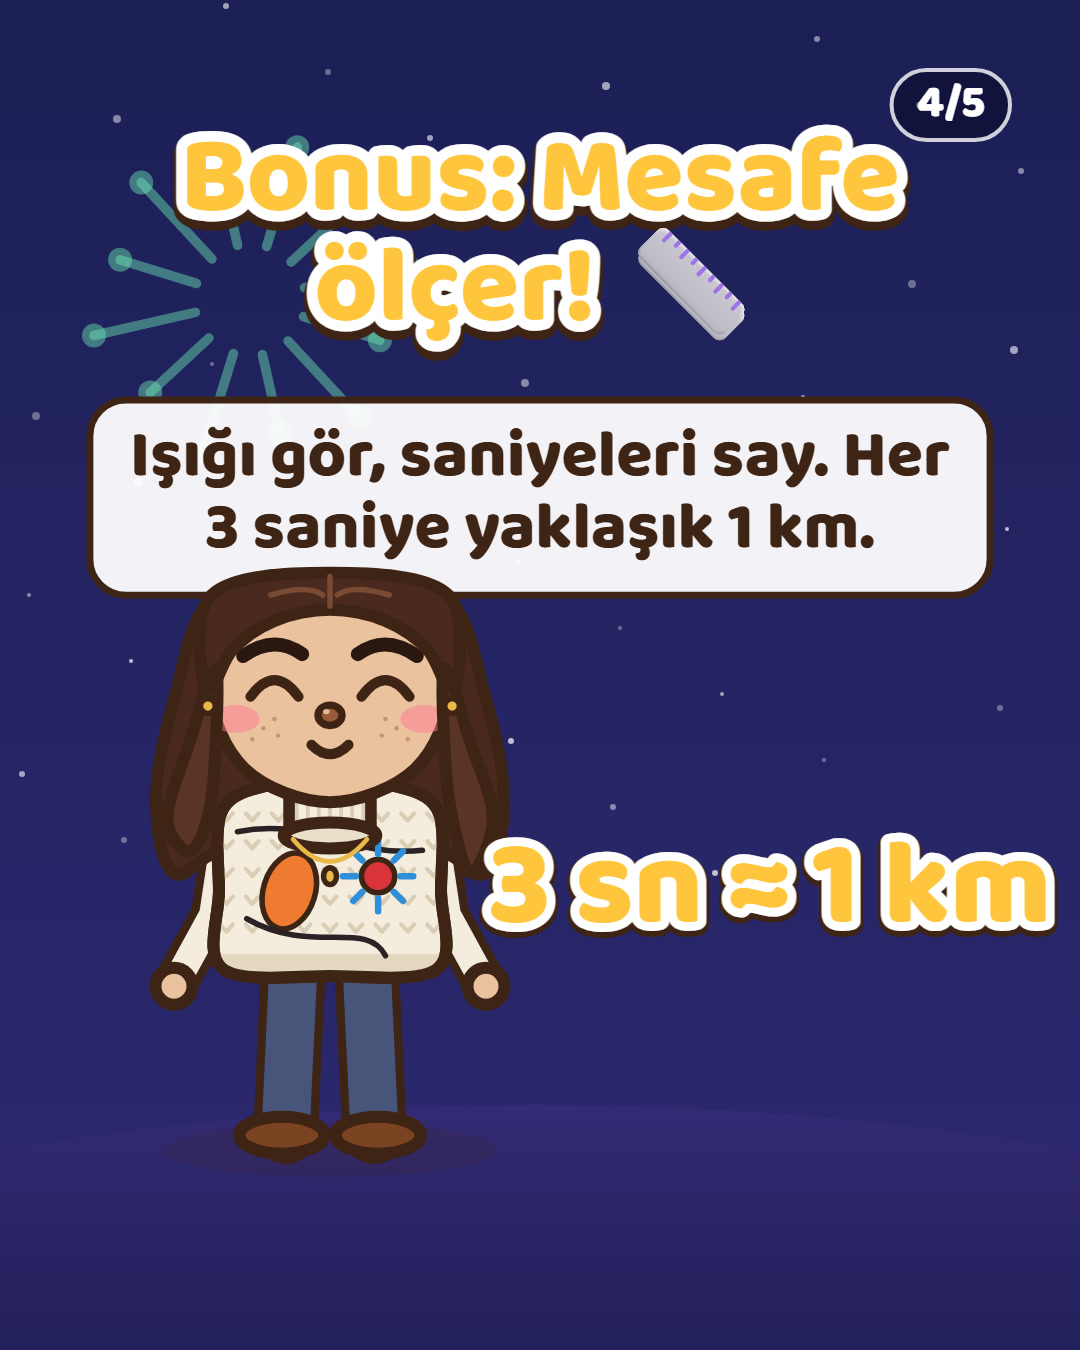 4/5
Bonus: Mesafe
ölçer!
Işığı gör, saniyeleri say. Her
3 saniye yaklaşık 1 km.
3 sn ≈ 1 km